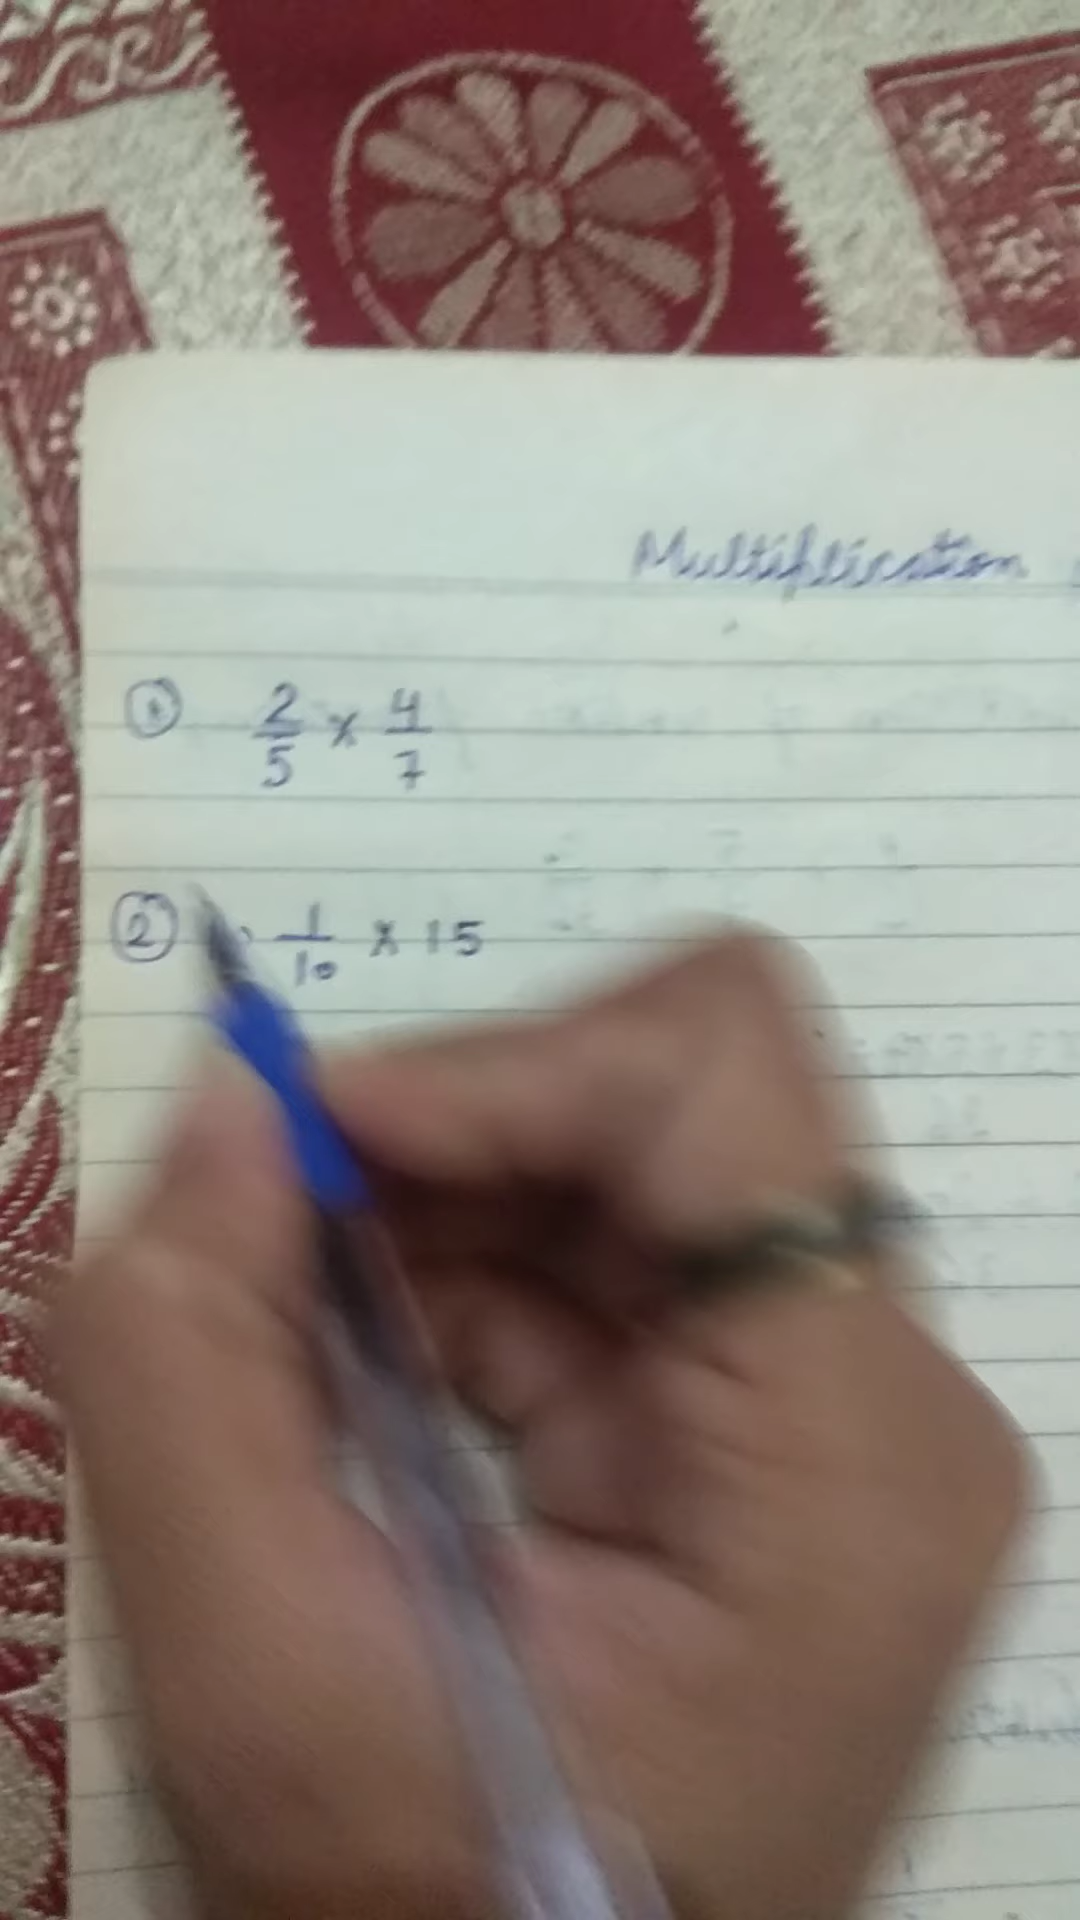 Multiplication
① 2/5 × 4/7
② 1/10 × 15